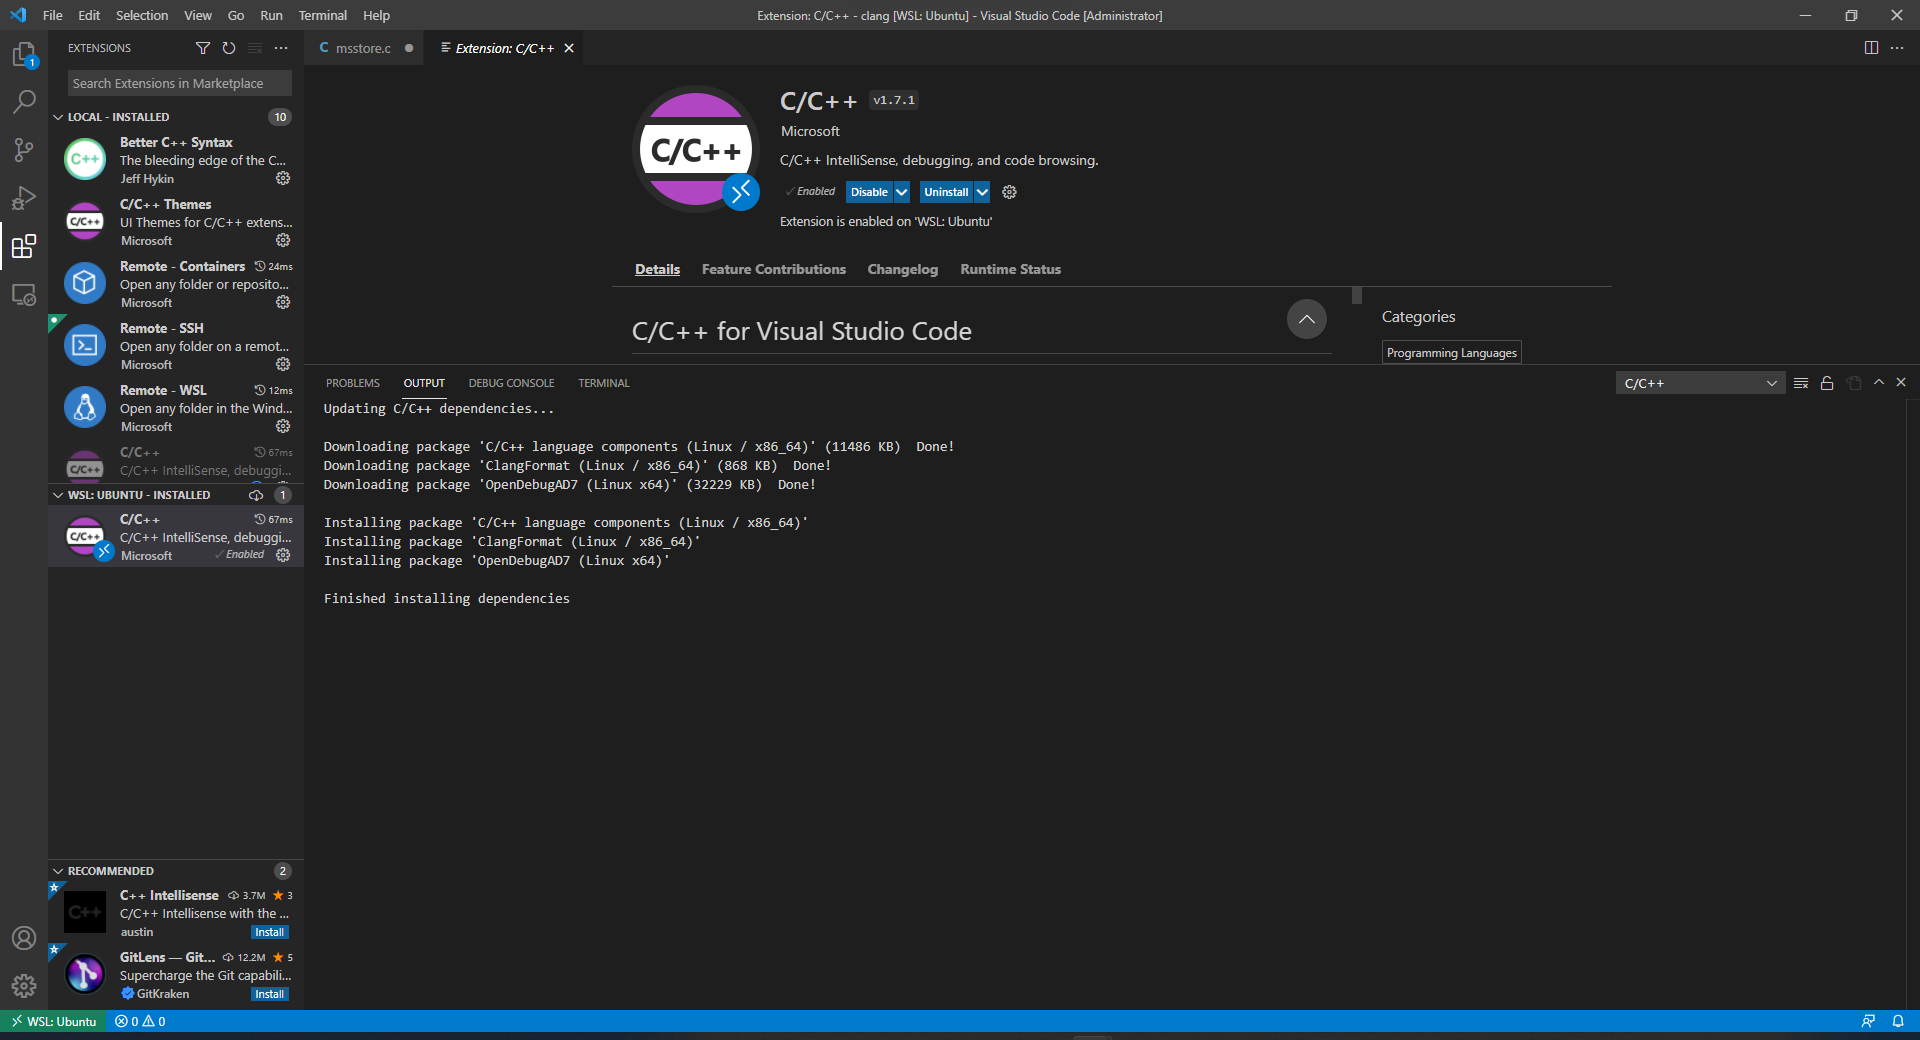 File Edit Selection View Go Run Terminal Help
Extension: C/C++ - clang [WSL: Ubuntu] - Visual Studio Code [Administrator]
1
EXTENSIONS
Search Extensions in Marketplace
LOCAL - INSTALLED 10
C++
Better C++ Syntax
The bleeding edge of the C...
Jeff Hykin
C/C++
C/C++ Themes
UI Themes for C/C++ extens...
Microsoft
Remote - Containers 24ms
Open any folder or reposito...
Microsoft
Remote - SSH
Open any folder on a remot...
Microsoft
Remote - WSL 12ms
Open any folder in the Wind...
Microsoft
C/C++
C/C++ 67ms
C/C++ IntelliSense, debuggi...
WSL: UBUNTU - INSTALLED 1
C/C++
C/C++ 67ms
C/C++ IntelliSense, debuggi...
Microsoft Enabled
RECOMMENDED 2
C++
C++ Intellisense 3.7M 3
C/C++ Intellisense with the ...
austin Install
GitLens — Git... 12.2M 5
Supercharge the Git capabili...
GitKraken Install
C msstore.c
Extension: C/C++
C/C++
C/C++ v1.7.1
Microsoft
C/C++ IntelliSense, debugging, and code browsing.
Enabled Disable Uninstall
Extension is enabled on 'WSL: Ubuntu'
Details Feature Contributions Changelog Runtime Status
C/C++ for Visual Studio Code
Categories
Programming Languages
PROBLEMS OUTPUT DEBUG CONSOLE TERMINAL
C/C++
Updating C/C++ dependencies...
Downloading package 'C/C++ language components (Linux / x86_64)' (11486 KB)  Done!
Downloading package 'ClangFormat (Linux / x86_64)' (868 KB)  Done!
Downloading package 'OpenDebugAD7 (Linux x64)' (32229 KB)  Done!
Installing package 'C/C++ language components (Linux / x86_64)'
Installing package 'ClangFormat (Linux / x86_64)'
Installing package 'OpenDebugAD7 (Linux x64)'
Finished installing dependencies
WSL: Ubuntu 0 0